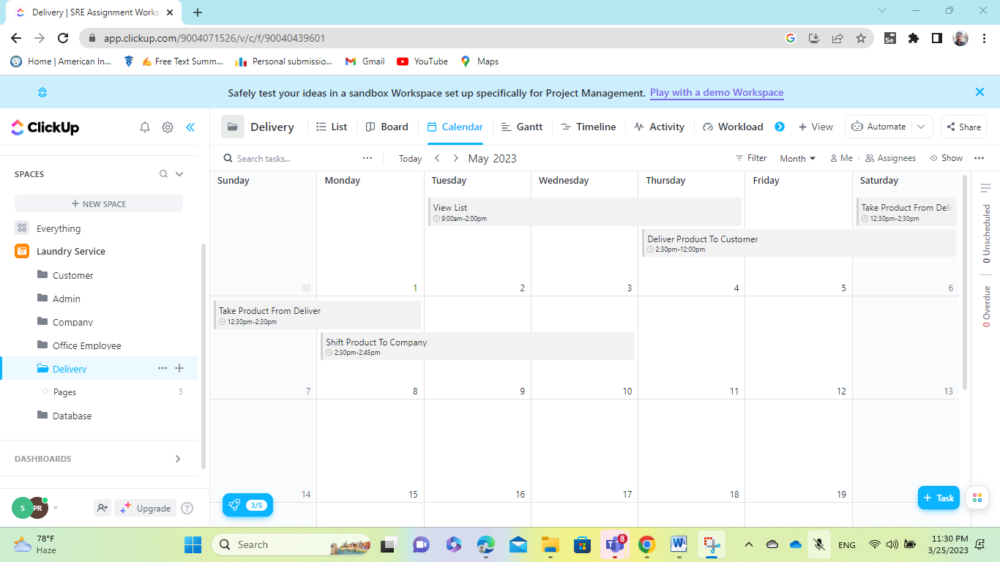 Delivery | SRE Assignment Works
app.clickup.com/9004071526/v/c/f/90040439601
Se
Home | American In...
Free Text Summ...
Personal submissio...
Gmail
YouTube
Maps
Safely test your ideas in a sandbox Workspace set up specifically for Project Management. Play with a demo Workspace
ClickUp
Delivery
List
Board
Calendar
Gantt
Timeline
Activity
Workload
+ View
Automate
Share
Search tasks...
Today
May 2023
Filter
Month
Me
Assignees
Show
SPACES
+ NEW SPACE
Everything
Laundry Service
Customer
Admin
Company
Office Employee
Delivery
Pages 5
Database
DASHBOARDS
S PR
Upgrade
Sunday Monday Tuesday Wednesday Thursday Friday Saturday
View List
9:00am-2:00pm
Take Product From Deli
12:30pm-2:30pm
Deliver Product To Customer
2:30pm-12:00pm
30 1 2 3 4 5 6
Take Product From Deliver
12:30pm-2:30pm
Shift Product To Company
2:30pm-2:45pm
7 8 9 10 11 12 13
14 15 16 17 18 19
0 Unscheduled
0 Overdue
3/5
+ Task
78°F
Haze
Search
8
ENG
11:30 PM
3/25/2023